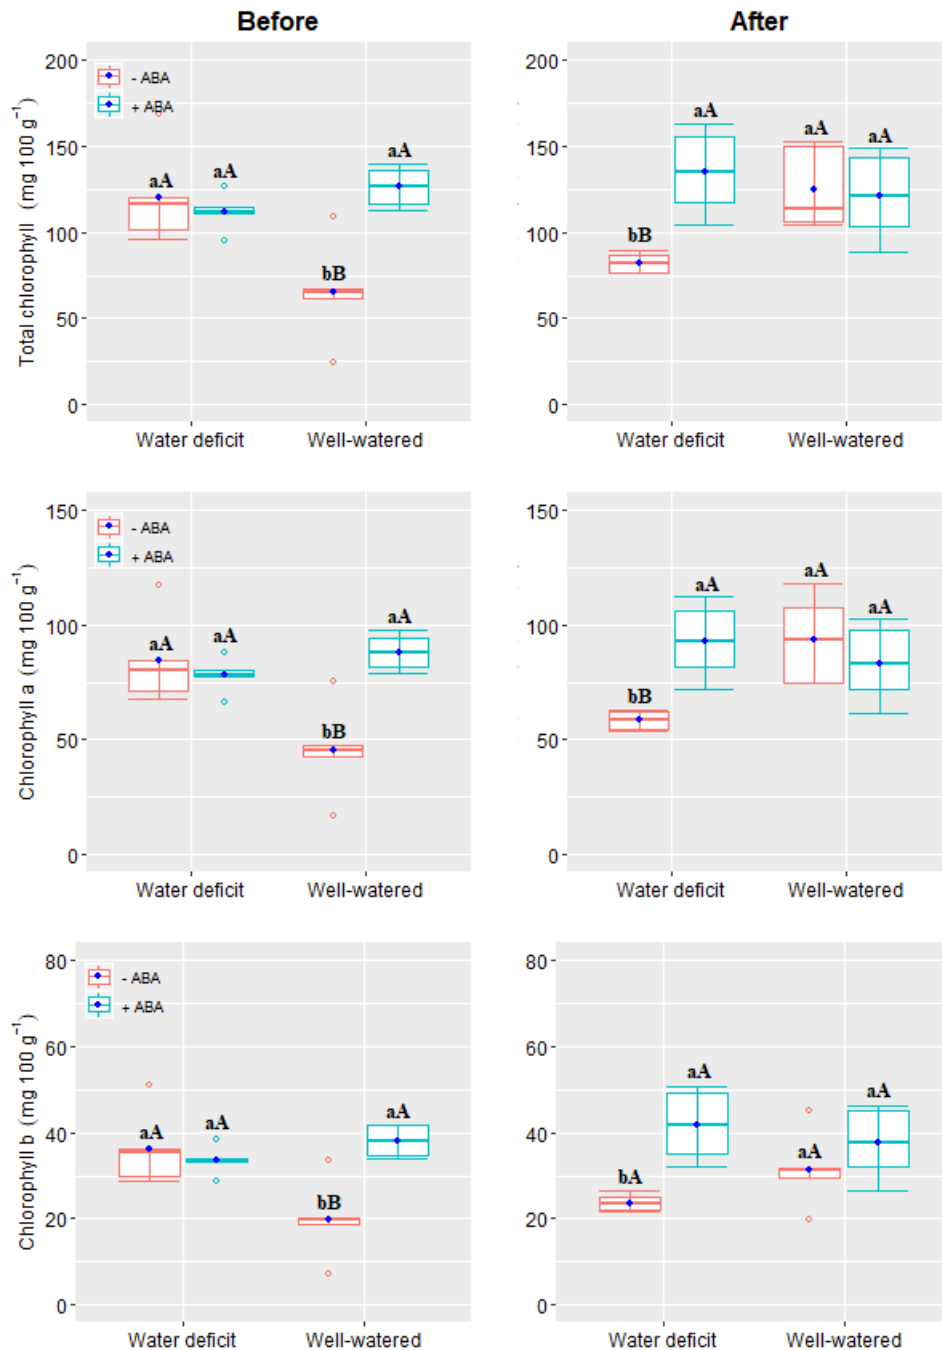 Before
After
Total chlorophyll (mg 100 g⁻¹)
200
150
100
50
0
- ABA
+ ABA
aA
aA
bB
aA
Water deficit
Well-watered
200
150
100
50
0
bB
aA
aA
aA
Water deficit
Well-watered
Chlorophyll a (mg 100 g⁻¹)
150
100
50
0
- ABA
+ ABA
aA
aA
bB
aA
Water deficit
Well-watered
150
100
50
0
bB
aA
aA
aA
Water deficit
Well-watered
Chlorophyll b (mg 100 g⁻¹)
80
60
40
20
0
- ABA
+ ABA
aA
aA
bB
aA
Water deficit
Well-watered
80
60
40
20
0
bA
aA
aA
aA
Water deficit
Well-watered